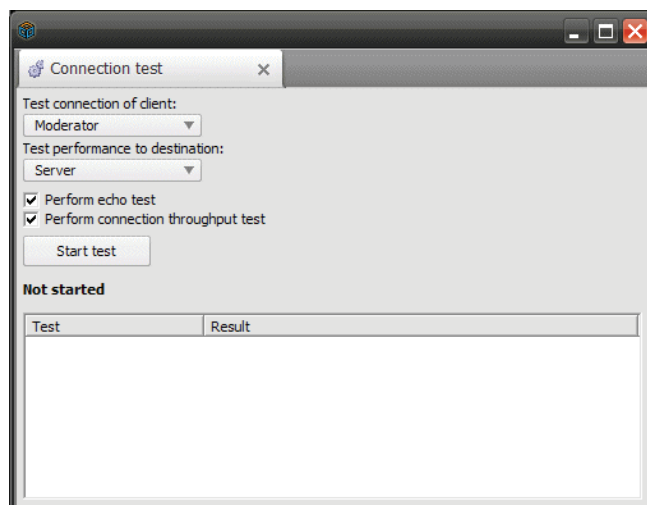 Connection test
Test connection of client:
Moderator
Test performance to destination:
Server
Perform echo test
Perform connection throughput test
Start test
Not started
Test Result